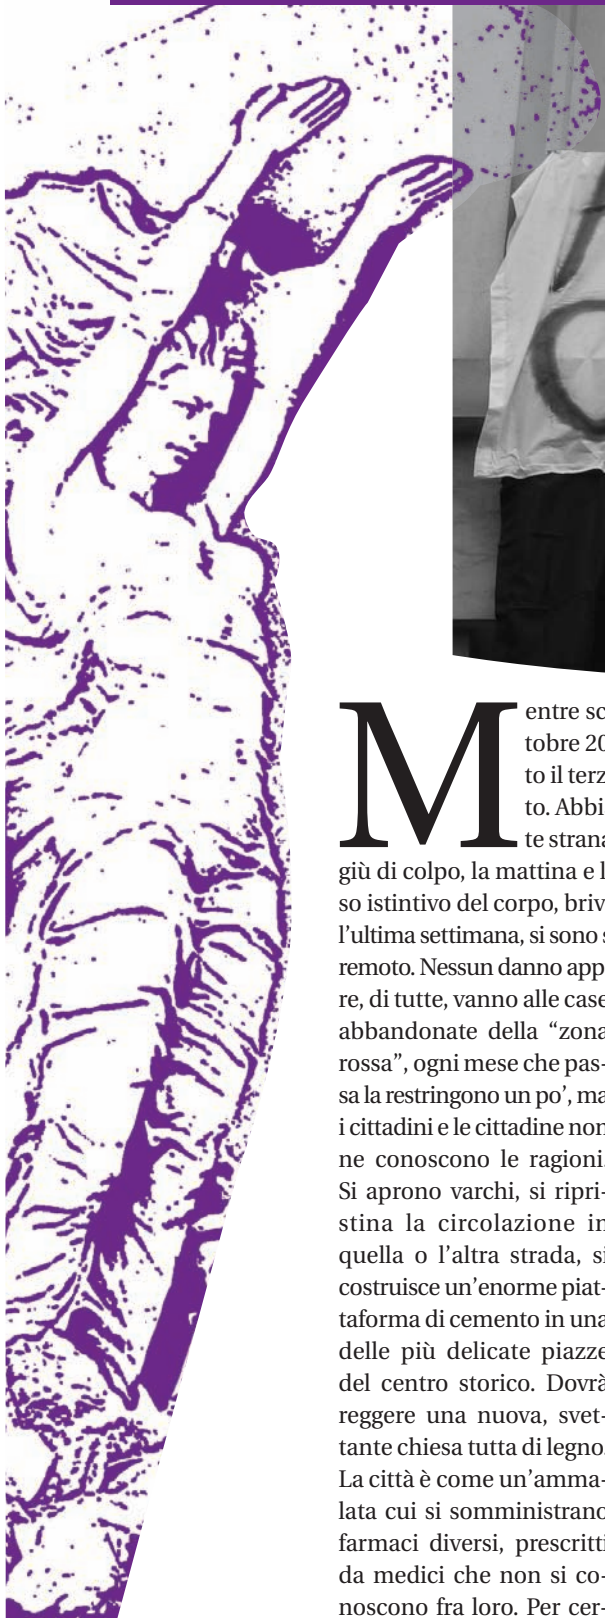 Mentre sc
tobre 20
to il terz
to. Abbi
te strana
giù di colpo, la mattina e l
so istintivo del corpo, briv
l’ultima settimana, si sono s
remoto. Nessun danno app
re, di tutte, vanno alle case
abbandonate della “zona
rossa”, ogni mese che pas-
sa la restringono un po’, ma
i cittadini e le cittadine non
ne conoscono le ragioni.
Si aprono varchi, si ripri-
stina la circolazione in
quella o l’altra strada, si
costruisce un’enorme piat-
taforma di cemento in una
delle più delicate piazze
del centro storico. Dovrà
reggere una nuova, svet-
tante chiesa tutta di legno.
La città è come un’amma-
lata cui si somministrano
farmaci diversi, prescritti
da medici che non si co-
noscono fra loro. Per cer-